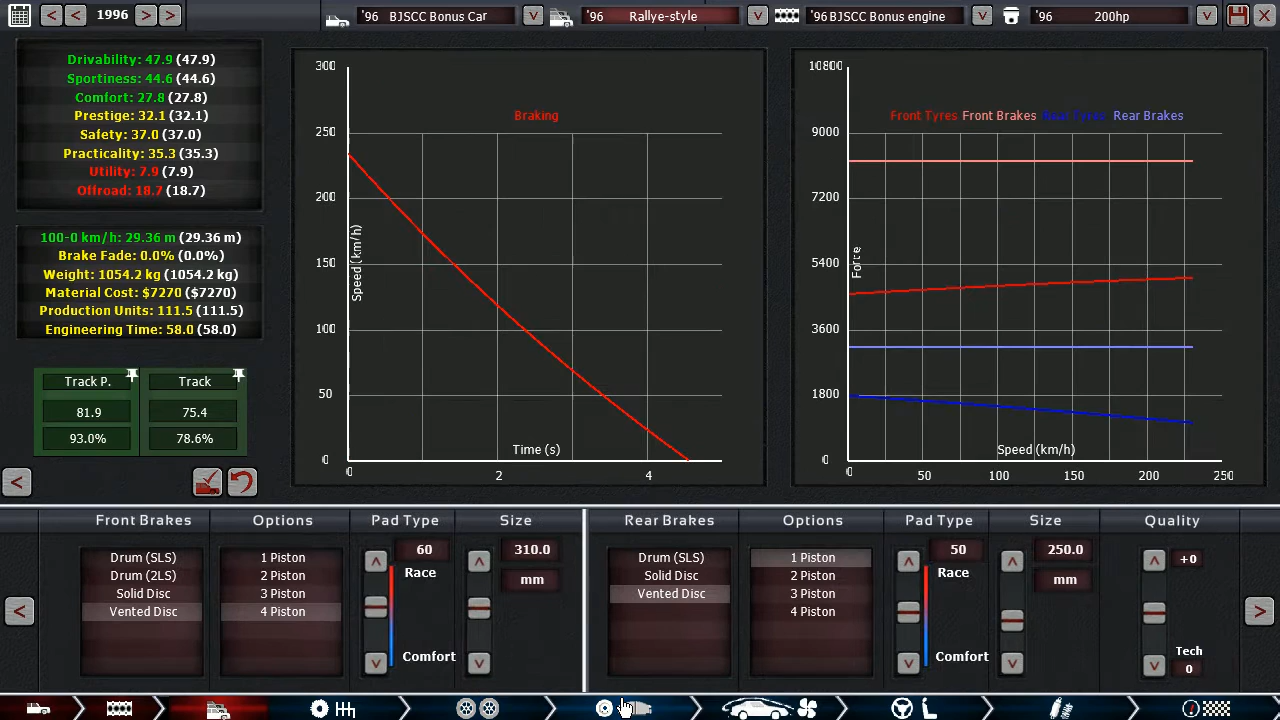 1996
'96 BJSCC Bonus Car
'96 Rallye-style
'96 BJSCC Bonus engine
'96 200hp
Drivability: 47.9 (47.9)
Sportiness: 44.6 (44.6)
Comfort: 27.8 (27.8)
Prestige: 32.1 (32.1)
Safety: 37.0 (37.0)
Practicality: 35.3 (35.3)
Utility: 7.9 (7.9)
Offroad: 18.7 (18.7)
100-0 km/h: 29.36 m (29.36 m)
Brake Fade: 0.0% (0.0%)
Weight: 1054.2 kg (1054.2 kg)
Material Cost: $7270 ($7270)
Production Units: 111.5 (111.5)
Engineering Time: 58.0 (58.0)
Track P. Track
81.9 75.4
93.0% 78.6%
300
250
200
150
100
50
0
Braking
Speed (km/h)
Time (s)
0 2 4
10800
9000
7200
5400
3600
1800
0
Front Tyres Front Brakes Rear Tyres Rear Brakes
Force
Speed (km/h)
0 50 100 150 200 250
Front Brakes
Drum (SLS)
Drum (2LS)
Solid Disc
Vented Disc
Options
1 Piston
2 Piston
3 Piston
4 Piston
Pad Type
60
Race
Comfort
Size
310.0
mm
Rear Brakes
Drum (SLS)
Solid Disc
Vented Disc
Options
1 Piston
2 Piston
3 Piston
4 Piston
Pad Type
50
Race
Comfort
Size
250.0
mm
Quality
+0
Tech
0